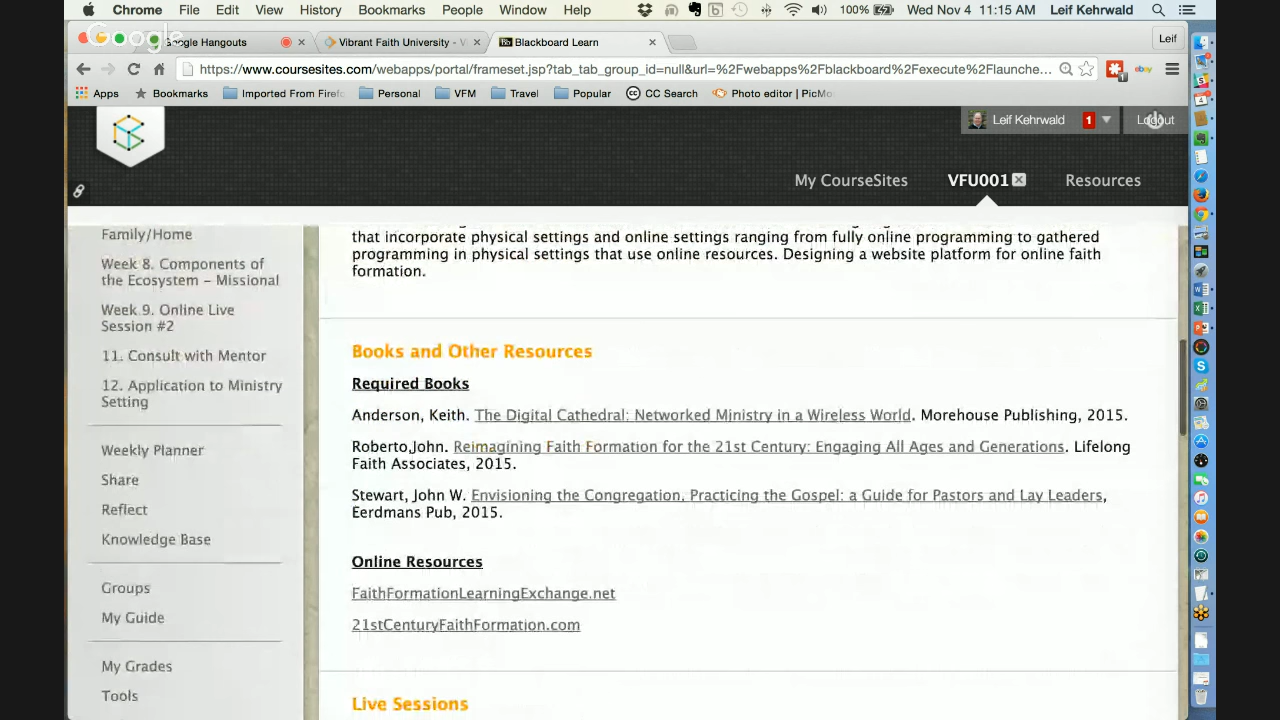 Chrome File Edit View History Bookmarks People Window Help 100% Wed Nov 4 11:15 AM Leif Kehrwald
Google
Google Hangouts Vibrant Faith University - V Blackboard Learn Leif
https://www.coursesites.com/webapps/portal/frameset.jsp?tab_tab_group_id=null&url=%2Fwebapps%2Fblackboard%2Fexecute%2Flaunche... ebay
Apps Bookmarks Imported From Firefo Personal VFM Travel Popular CC Search Photo editor | PicMo
Leif Kehrwald 1 Logout
My CourseSites VFU001 Resources
Family/Home
Week 8. Components of
the Ecosystem – Missional
Week 9. Online Live
Session #2
11. Consult with Mentor
12. Application to Ministry
Setting
Weekly Planner
Share
Reflect
Knowledge Base
Groups
My Guide
My Grades
Tools
that incorporate physical settings and online settings ranging from fully online programming to gathered
programming in physical settings that use online resources. Designing a website platform for online faith
formation.
Books and Other Resources
Required Books
Anderson, Keith. The Digital Cathedral: Networked Ministry in a Wireless World. Morehouse Publishing, 2015.
Roberto,John. Reimagining Faith Formation for the 21st Century: Engaging All Ages and Generations. Lifelong
Faith Associates, 2015.
Stewart, John W. Envisioning the Congregation, Practicing the Gospel: a Guide for Pastors and Lay Leaders,
Eerdmans Pub, 2015.
Online Resources
FaithFormationLearningExchange.net
21stCenturyFaithFormation.com
Live Sessions